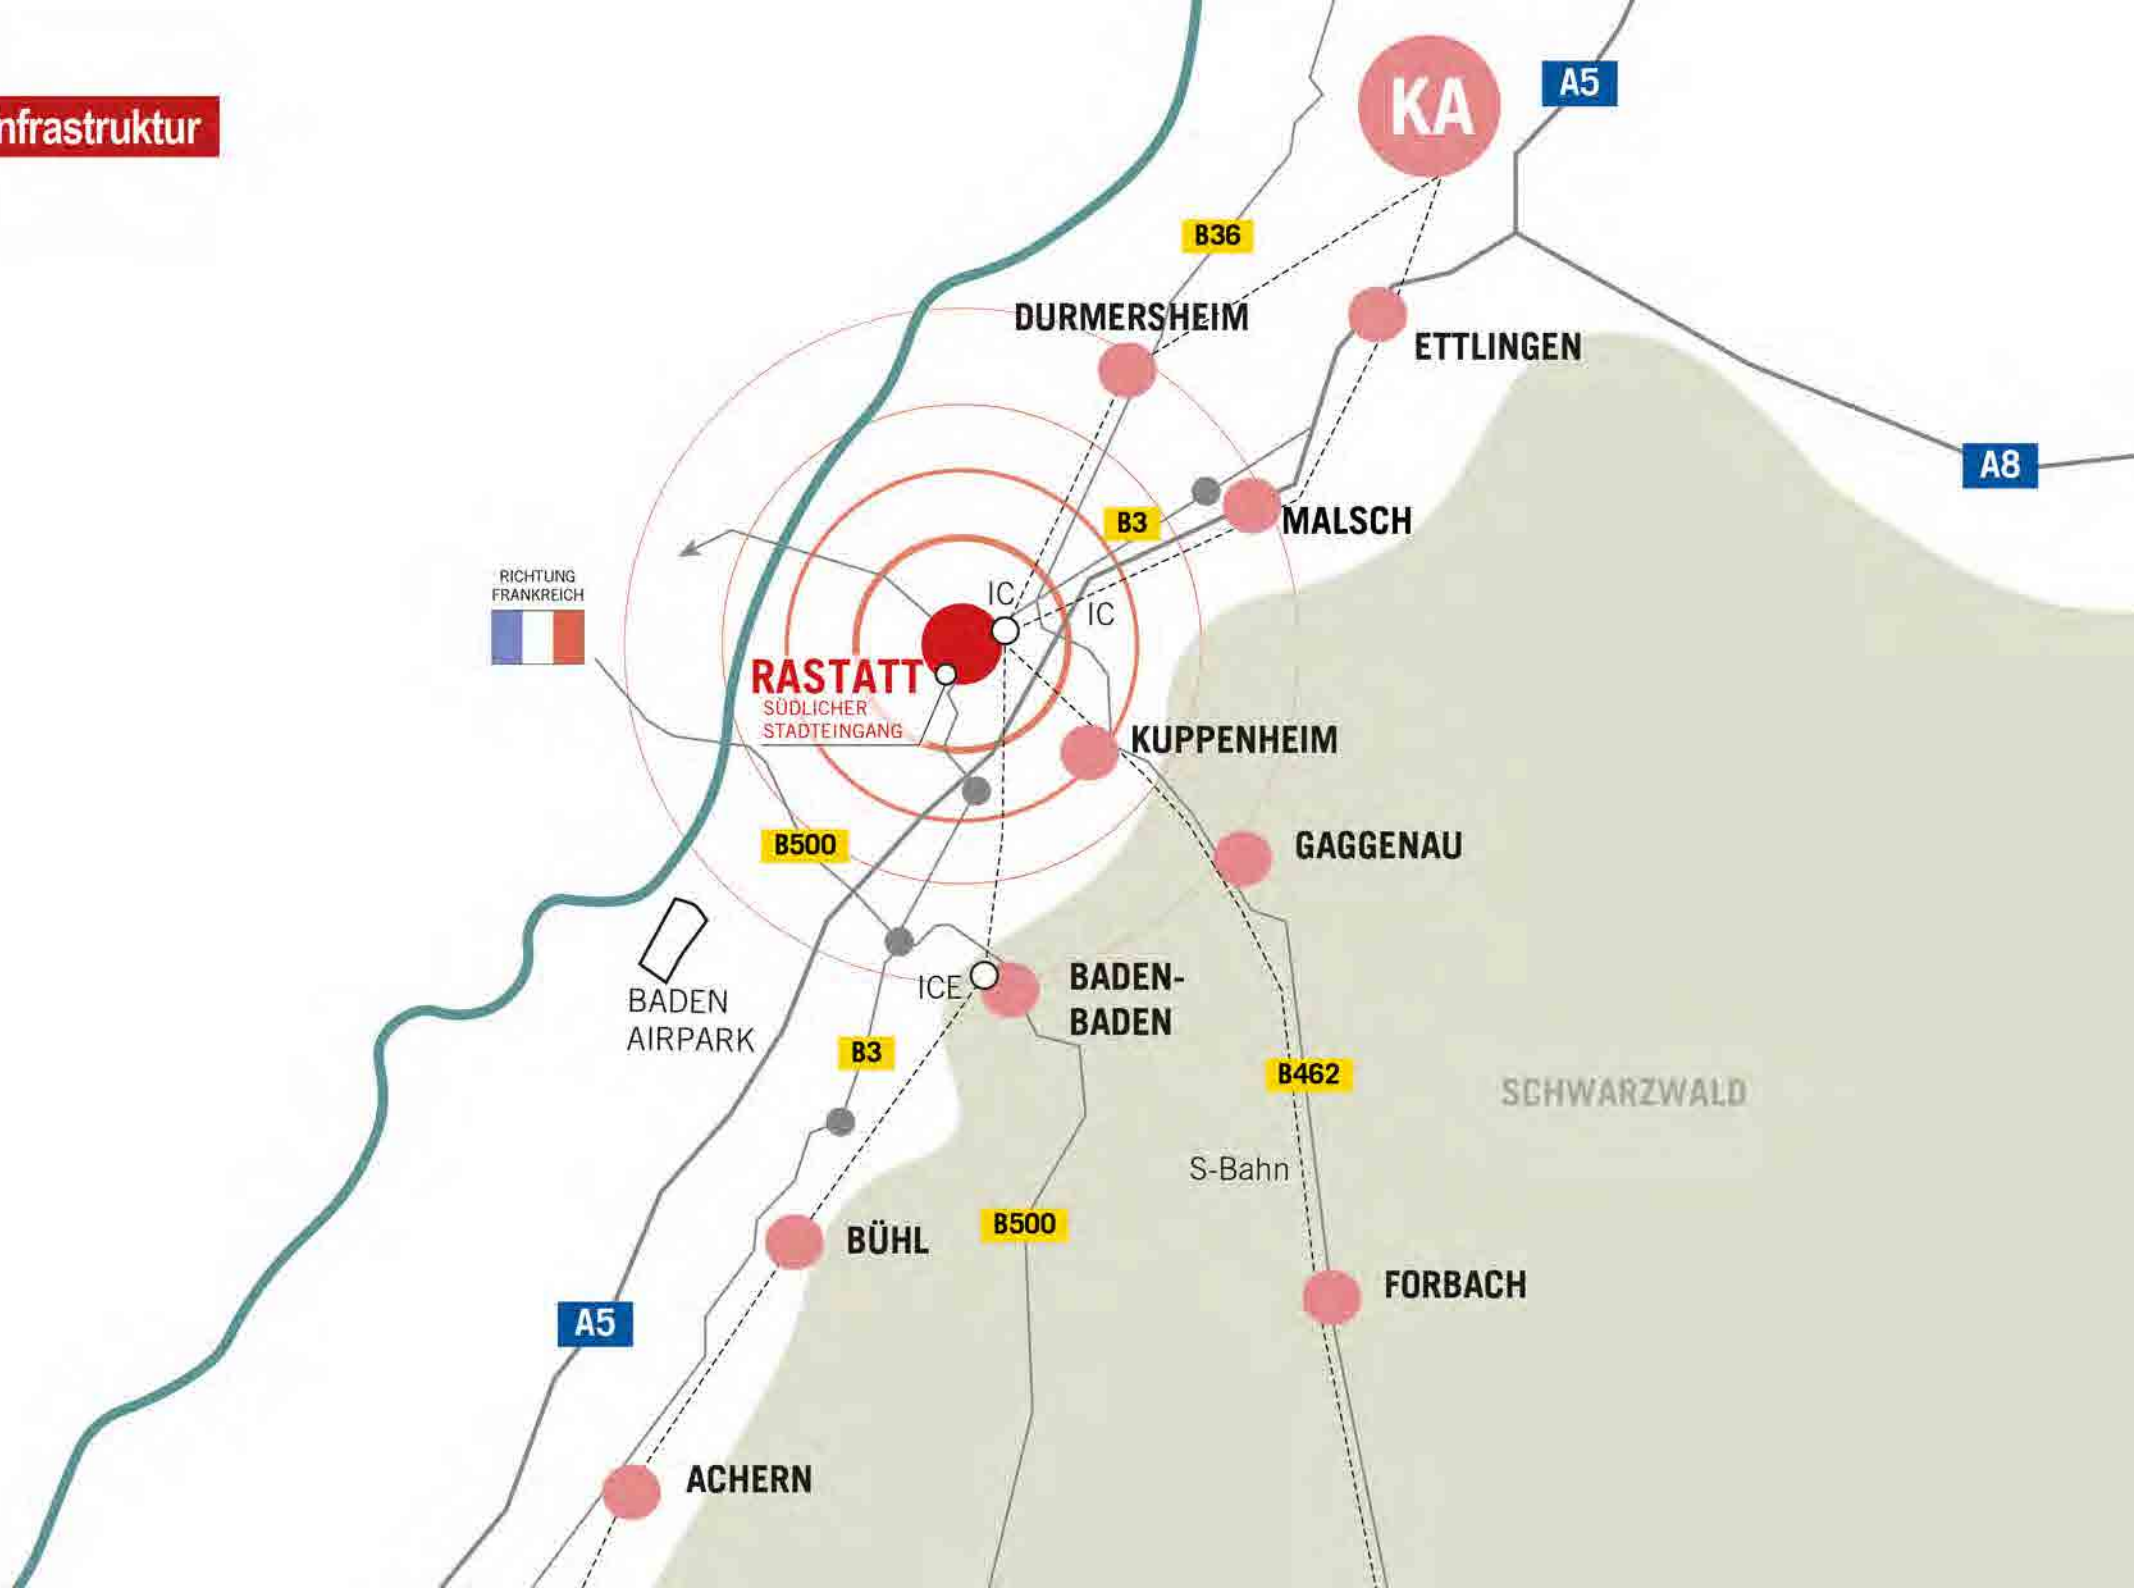 KA
A5
nfrastruktur
B36
DURMERSHEIM
ETTLINGEN
A8
B3
MALSCH
RICHTUNG
FRANKREICH
IC
IC
RASTATT
SÜDLICHER
STADTEINGANG
KUPPENHEIM
B500
GAGGENAU
BADEN-
BADEN
ICE
BADEN
AIRPARK
B3
B462
SCHWARZWALD
S-Bahn
B500
BÜHL
FORBACH
A5
ACHERN